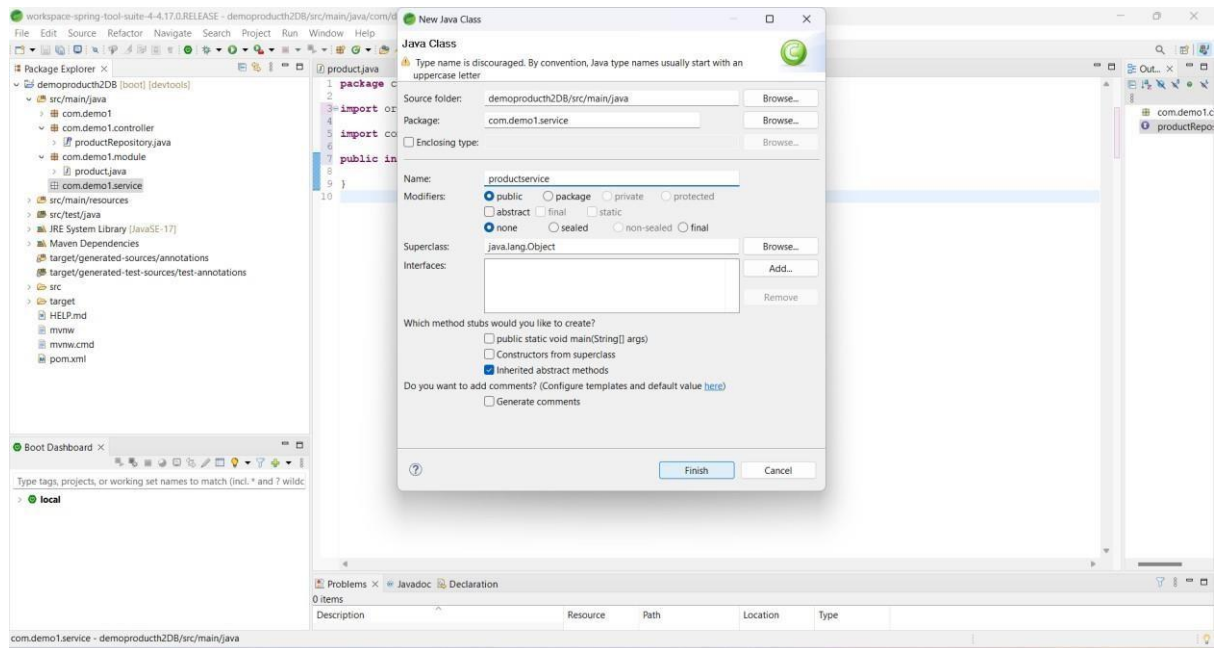 workspace-spring-tool-suite-4-4.17.0.RELEASE - demoproducth2DB/src/main/java/com/d
File Edit Source Refactor Navigate Search Project Run Window Help
Package Explorer
demoproducth2DB [boot] [devtools]
src/main/java
com.demo1
com.demo1.controller
productRepository.java
com.demo1.module
product.java
com.demo1.service
src/main/resources
src/test/java
JRE System Library [JavaSE-17]
Maven Dependencies
target/generated-sources/annotations
target/generated-test-sources/test-annotations
src
target
HELP.md
mvnw
mvnw.cmd
pom.xml
Boot Dashboard
Type tags, projects, or working set names to match (incl. * and ? wildc
local
product.java
1 package c
2
3 import or
4
5 import co
6
7 public in
8
9 }
10
New Java Class
Java Class
Type name is discouraged. By convention, Java type names usually start with an
uppercase letter
Source folder: demoproducth2DB/src/main/java Browse...
Package: com.demo1.service Browse...
Enclosing type: Browse...
Name: productservice
Modifiers: public package private protected
abstract final static
none sealed non-sealed final
Superclass: java.lang.Object Browse...
Interfaces: Add...
Remove
Which method stubs would you like to create?
public static void main(String[] args)
Constructors from superclass
Inherited abstract methods
Do you want to add comments? (Configure templates and default value here)
Generate comments
Finish Cancel
Out...
com.demo1.c
productRepo
Problems Javadoc Declaration
0 items
Description Resource Path Location Type
com.demo1.service - demoproducth2DB/src/main/java